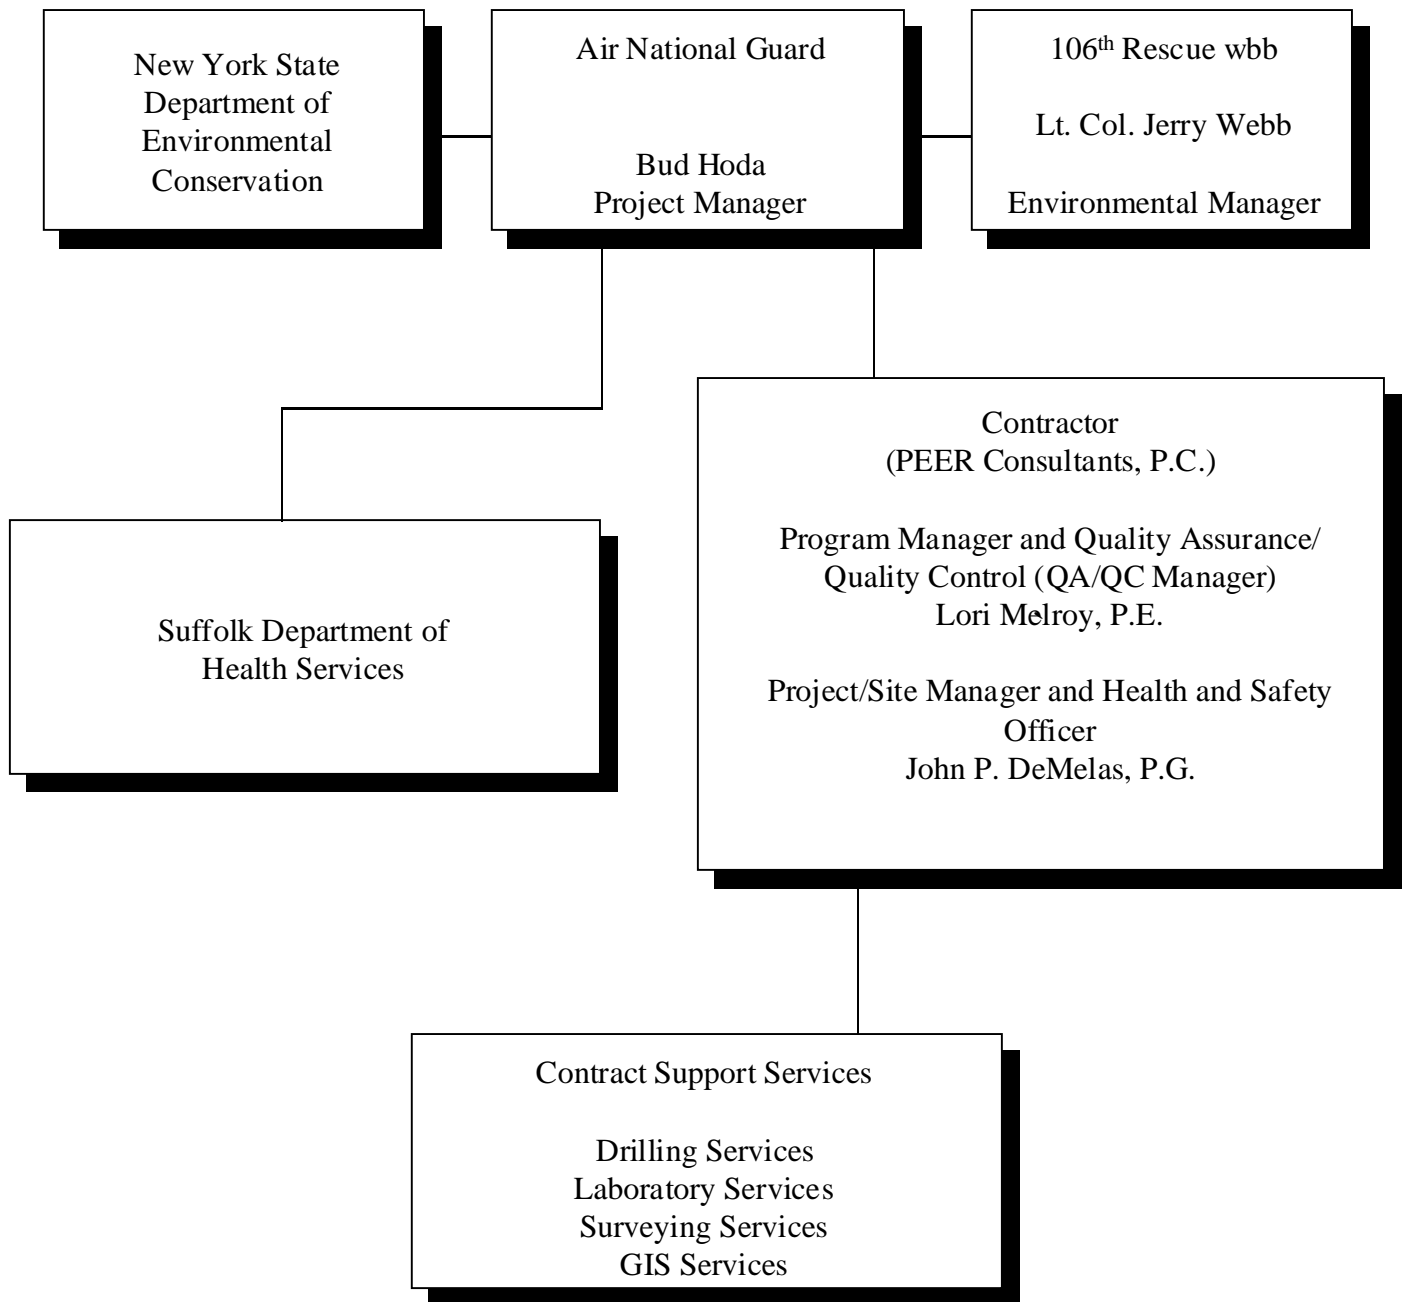 New York State
Department of
Environmental
Conservation
Air National Guard
Bud Hoda
Project Manager
106th Rescue wbb
Lt. Col. Jerry Webb
Environmental Manager
Suffolk Department of
Health Services
Contractor
(PEER Consultants, P.C.)
Program Manager and Quality Assurance/
Quality Control (QA/QC Manager)
Lori Melroy, P.E.
Project/Site Manager and Health and Safety
Officer
John P. DeMelas, P.G.
Contract Support Services
Drilling Services
Laboratory Services
Surveying Services
GIS Services